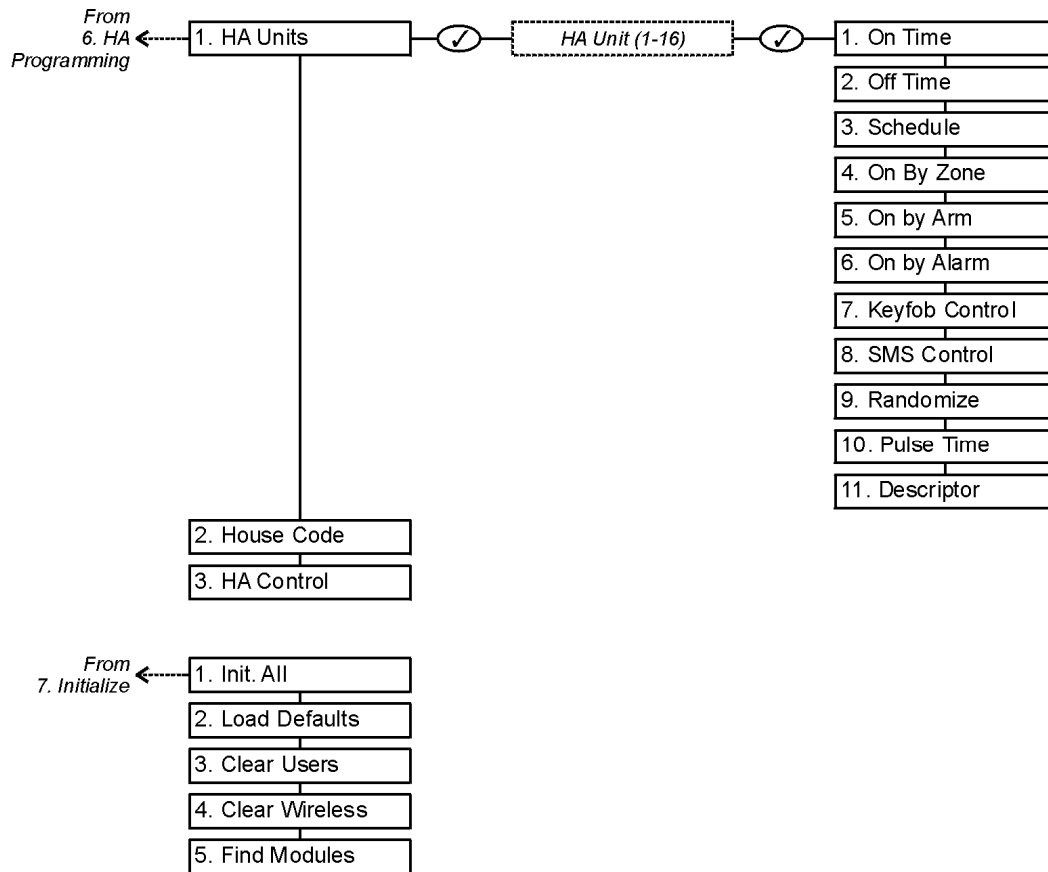 From
6. HA
Programming
1. HA Units
HA Unit (1-16)
1. On Time
2. Off Time
3. Schedule
4. On By Zone
5. On by Arm
6. On by Alarm
7. Keyfob Control
8. SMS Control
9. Randomize
10. Pulse Time
11. Descriptor
2. House Code
3. HA Control
From
7. Initialize
1. Init. All
2. Load Defaults
3. Clear Users
4. Clear Wireless
5. Find Modules